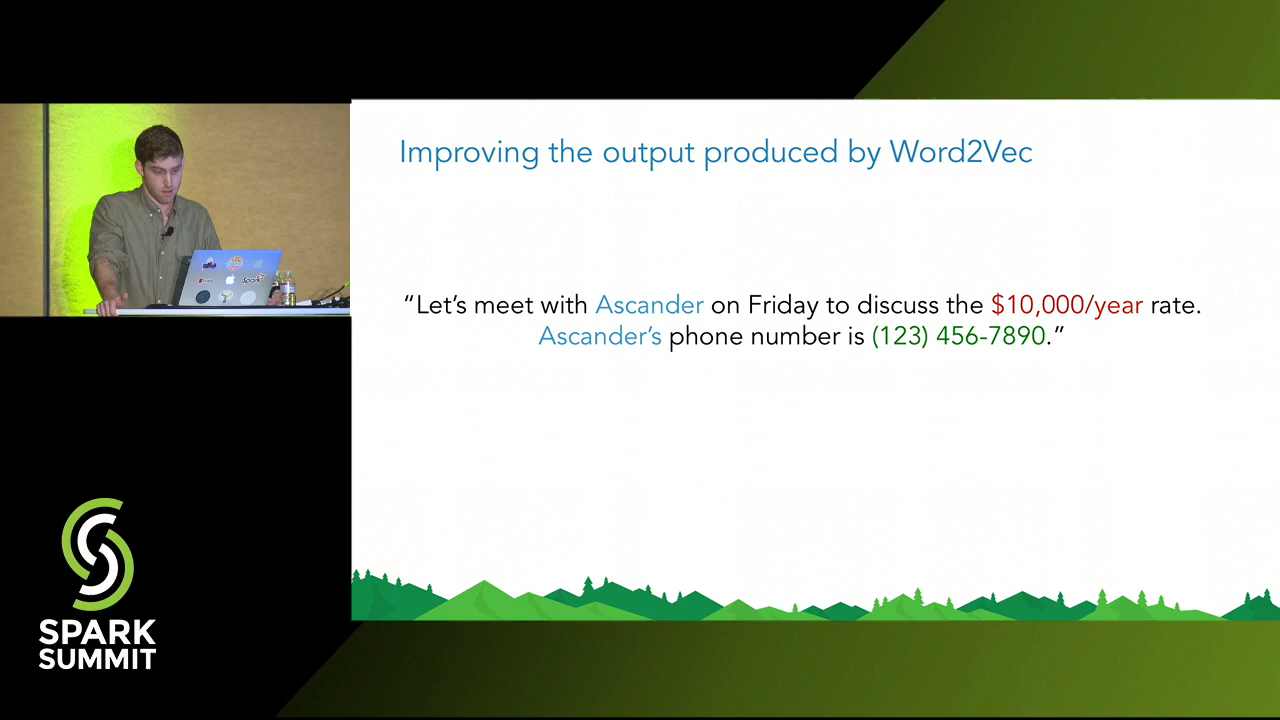 Improving the output produced by Word2Vec
“Let’s meet with Ascander on Friday to discuss the $10,000/year rate.
Ascander’s phone number is (123) 456-7890.”
Spark
SPARK
SUMMIT